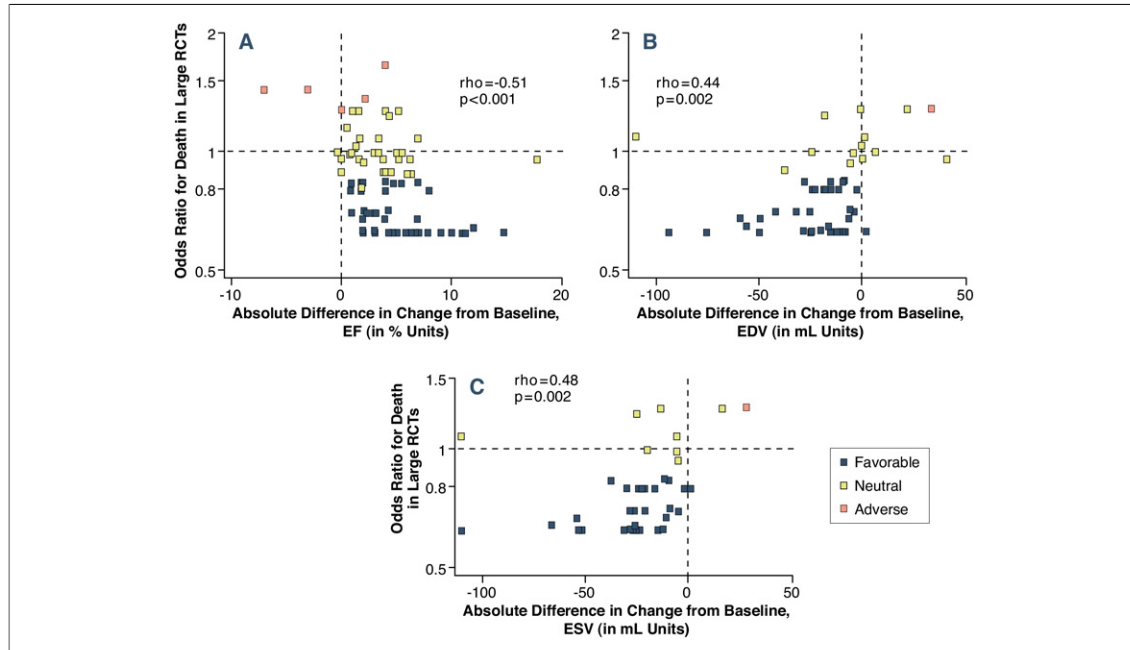 A
Odds Ratio for Death in Large RCTs
2
1.5
1
0.8
0.5
rho=-0.51
p<0.001
-10
0
10
20
Absolute Difference in Change from Baseline,
EF (in % Units)
B
2
1.5
1
0.8
0.5
rho=0.44
p=0.002
-100
-50
0
50
Absolute Difference in Change from Baseline,
EDV (in mL Units)
C
Odds Ratio for Death
in Large RCTs
1.5
1
0.8
0.5
rho=0.48
p=0.002
-100
-50
0
50
Absolute Difference in Change from Baseline,
ESV (in mL Units)
Favorable
Neutral
Adverse